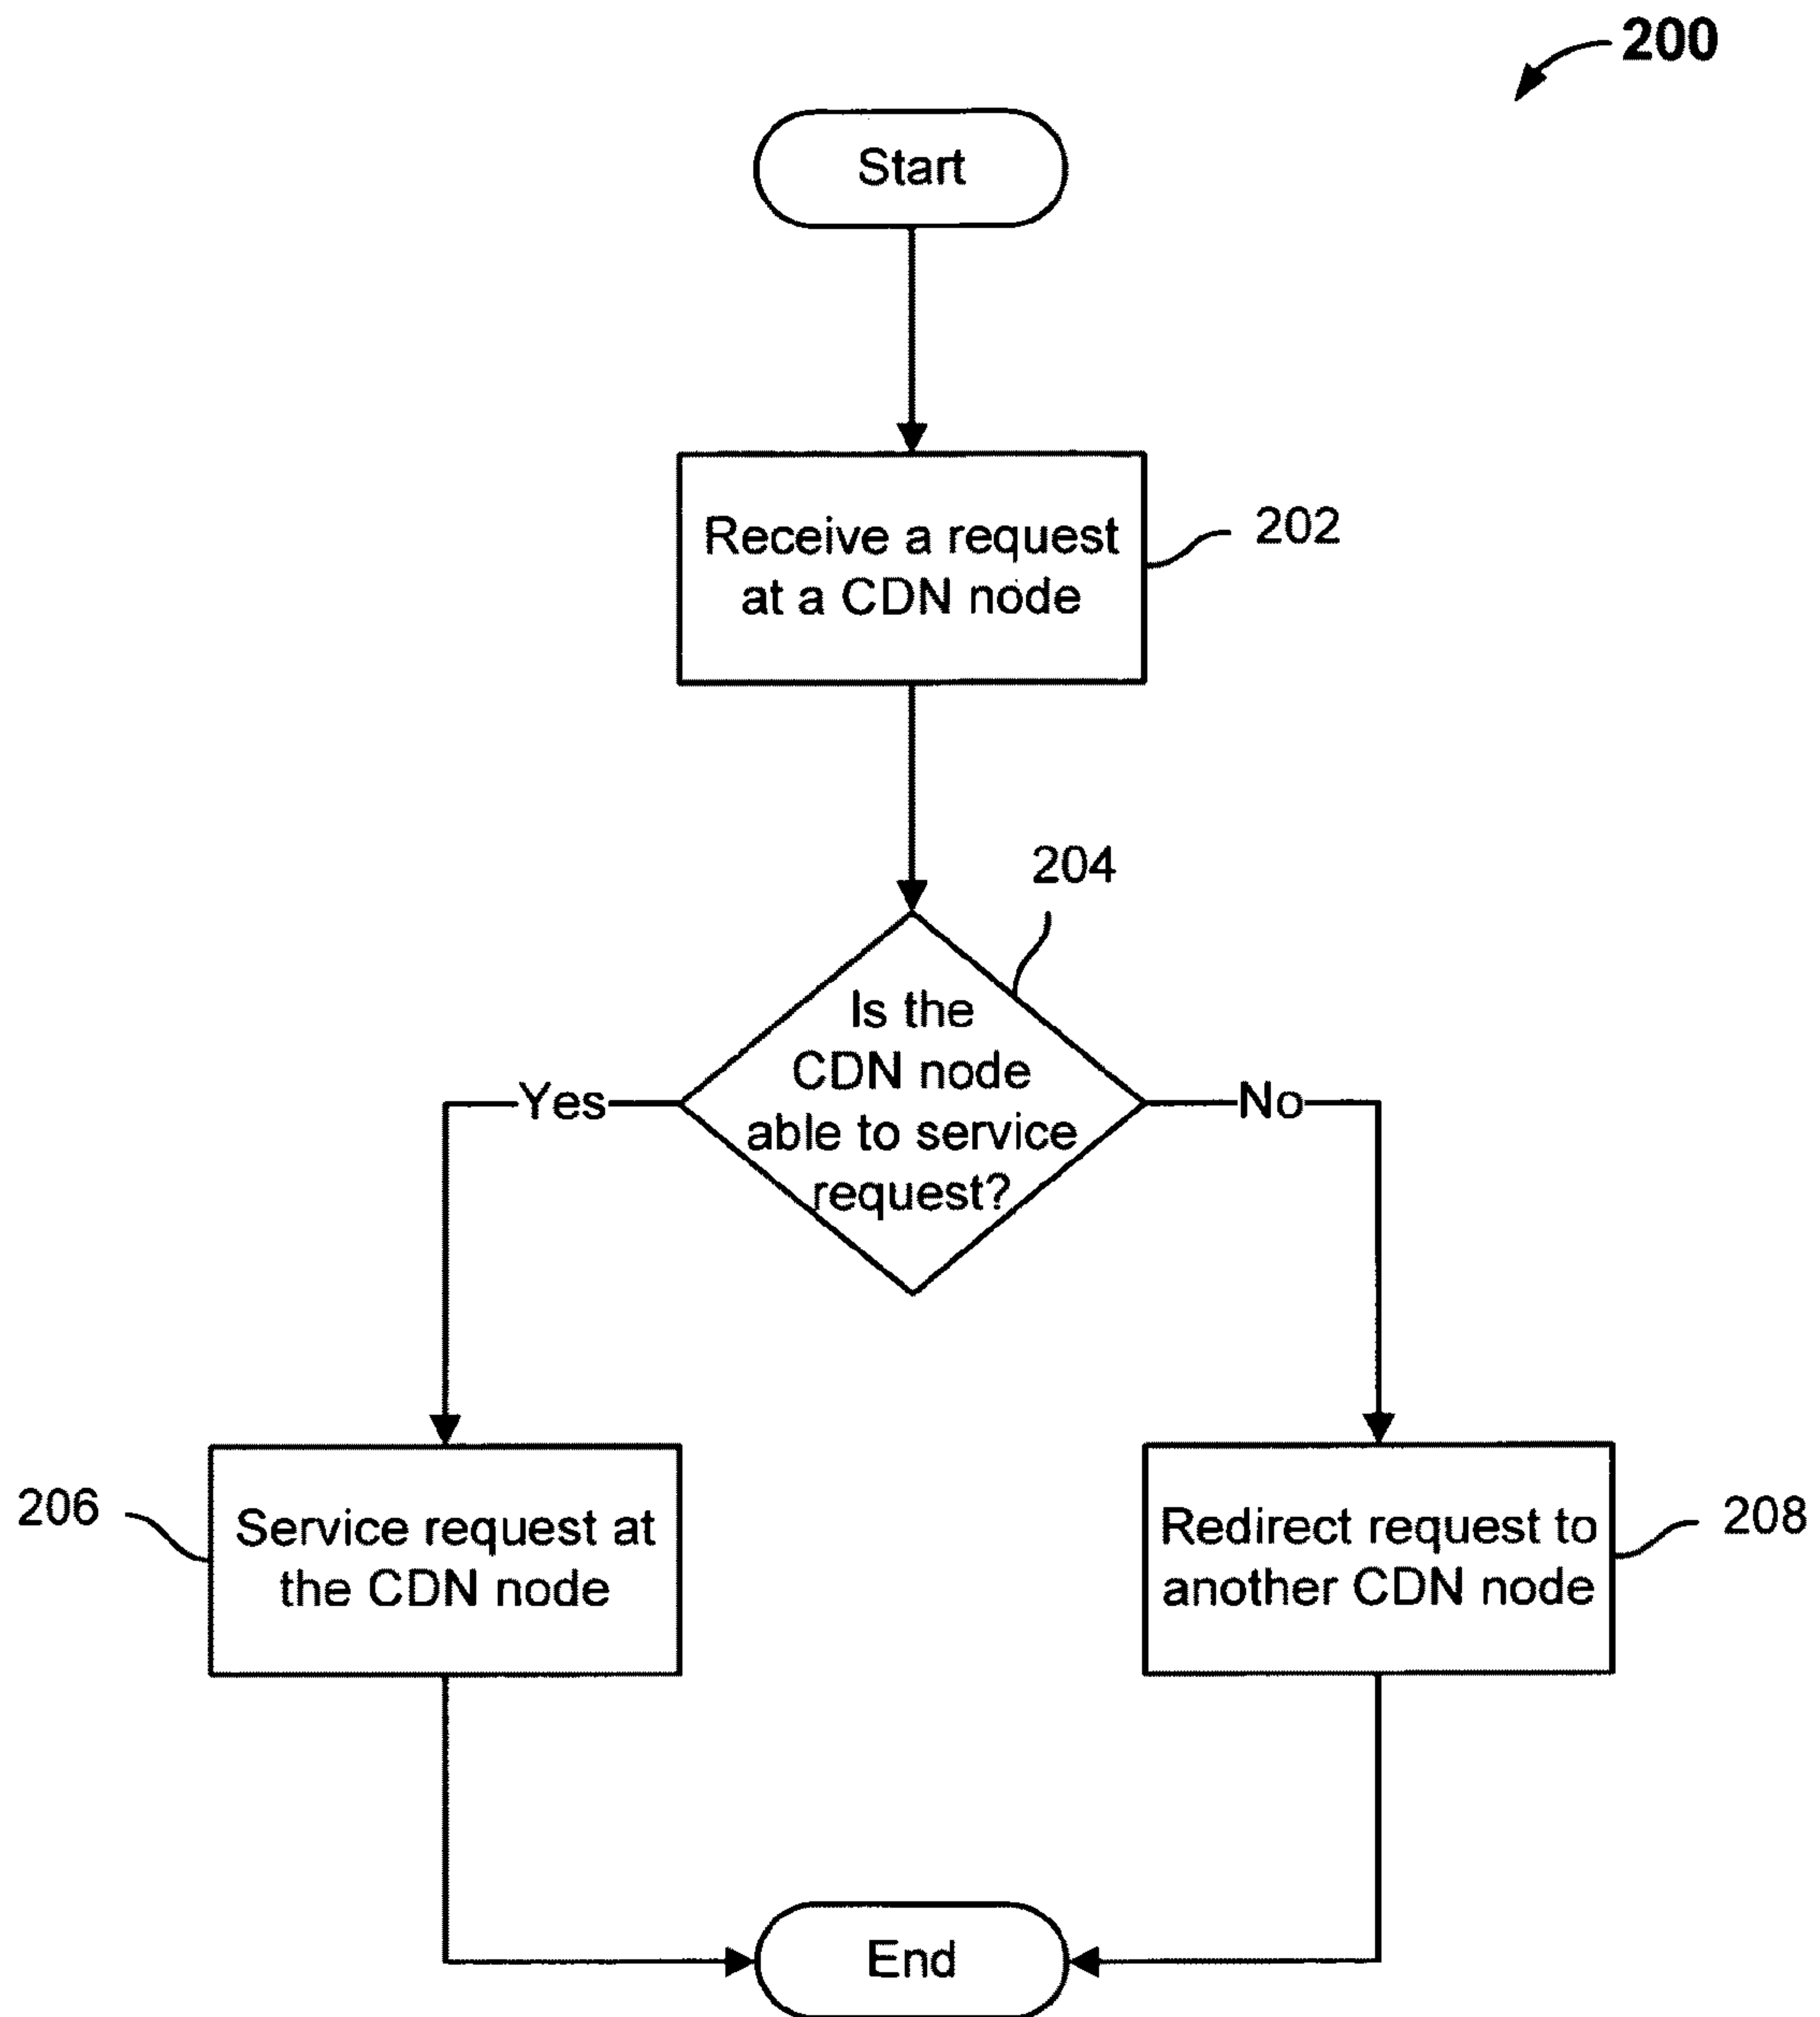 200
Start
Receive a request
at a CDN node
202
204
Is the
CDN node
able to service
request?
Yes
No
206
Service request at
the CDN node
Redirect request to
another CDN node
208
End